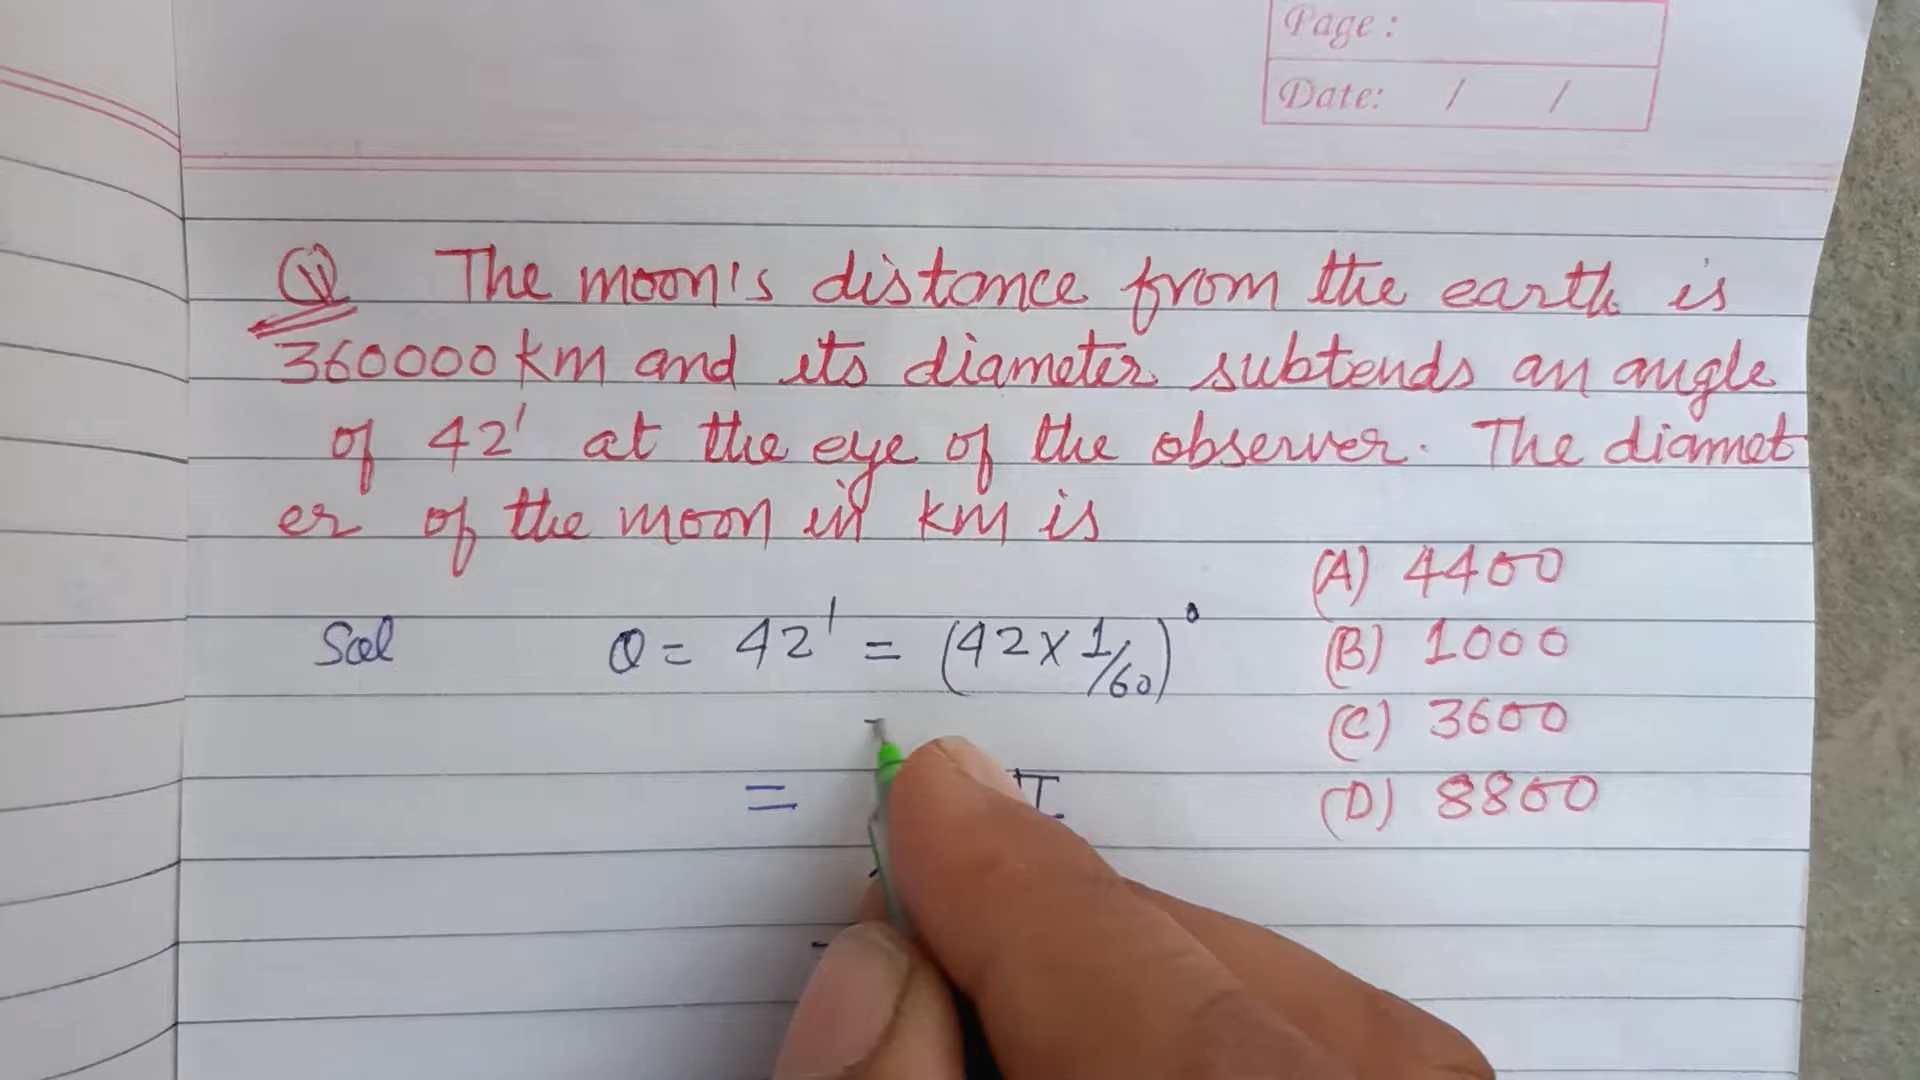 Page :
Date: / /
Q The moon's distance from the earth is
360000 km and its diameter subtends an angle
of 42' at the eye of the observer. The diamet
er of the moon in km is
(A) 4400
(B) 1000
(C) 3600
(D) 8800
Sol θ = 42' = (42 × 1/60)°
= π